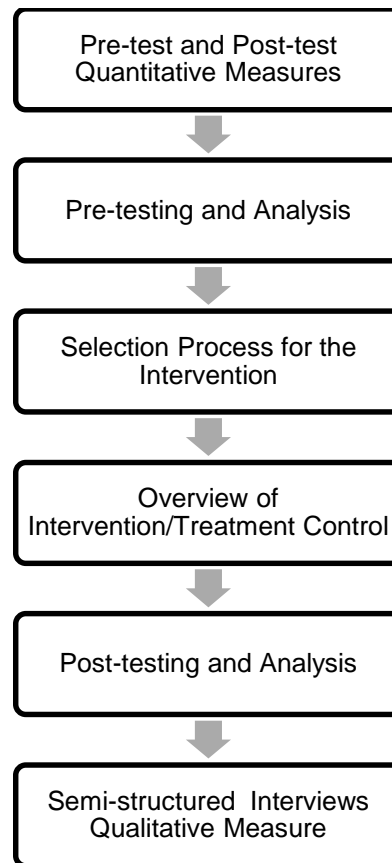 Pre-test and Post-test
Quantitative Measures
Pre-testing and Analysis
Selection Process for the
Intervention
Overview of
Intervention/Treatment Control
Post-testing and Analysis
Semi-structured Interviews
Qualitative Measure